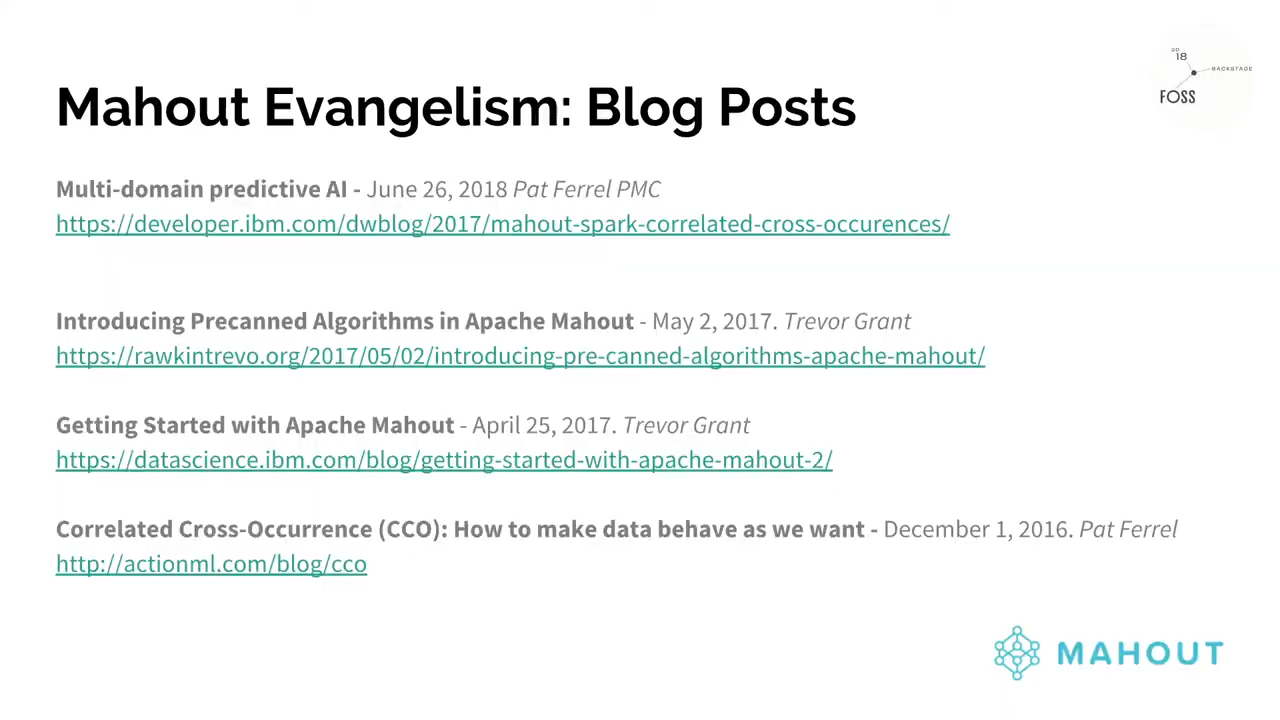 20
18
BACKSTAGE
FOSS
Mahout Evangelism: Blog Posts
Multi-domain predictive AI - June 26, 2018 Pat Ferrel PMC
https://developer.ibm.com/dwblog/2017/mahout-spark-correlated-cross-occurences/
Introducing Precanned Algorithms in Apache Mahout - May 2, 2017. Trevor Grant
https://rawkintrevo.org/2017/05/02/introducing-pre-canned-algorithms-apache-mahout/
Getting Started with Apache Mahout - April 25, 2017. Trevor Grant
https://datascience.ibm.com/blog/getting-started-with-apache-mahout-2/
Correlated Cross-Occurrence (CCO): How to make data behave as we want - December 1, 2016. Pat Ferrel
http://actionml.com/blog/cco
MAHOUT